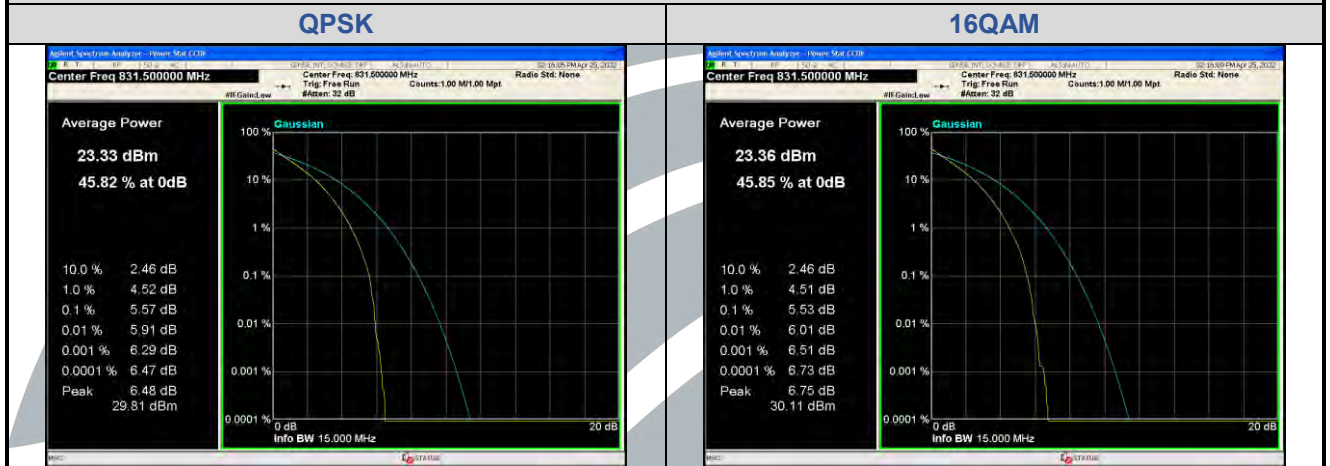 QPSK
16QAM
Agilent Spectrum Analyzer - Power Stat CCDF
Center Freq 831.500000 MHz
Center Freq: 831.500000 MHz
Radio Std: None
Trig: Free Run
Counts:1.00 M/1.00 Mpt
#IFGain:Low
#Atten: 32 dB
Average Power
23.33 dBm
45.82 % at 0dB
10.0 % 2.46 dB
1.0 % 4.52 dB
0.1 % 5.57 dB
0.01 % 5.91 dB
0.001 % 6.29 dB
0.0001 % 6.47 dB
Peak 6.48 dB
29.81 dBm
Gaussian
100 %
10 %
1 %
0.1 %
0.01 %
0.001 %
0.0001 %
0 dB
20 dB
Info BW 15.000 MHz
MSG
STATUS
Agilent Spectrum Analyzer - Power Stat CCDF
Center Freq 831.500000 MHz
Center Freq: 831.500000 MHz
Radio Std: None
Trig: Free Run
Counts:1.00 M/1.00 Mpt
#IFGain:Low
#Atten: 32 dB
Average Power
23.36 dBm
45.85 % at 0dB
10.0 % 2.46 dB
1.0 % 4.51 dB
0.1 % 5.53 dB
0.01 % 6.01 dB
0.001 % 6.51 dB
0.0001 % 6.73 dB
Peak 6.75 dB
30.11 dBm
Gaussian
100 %
10 %
1 %
0.1 %
0.01 %
0.001 %
0.0001 %
0 dB
20 dB
Info BW 15.000 MHz
MSG
STATUS